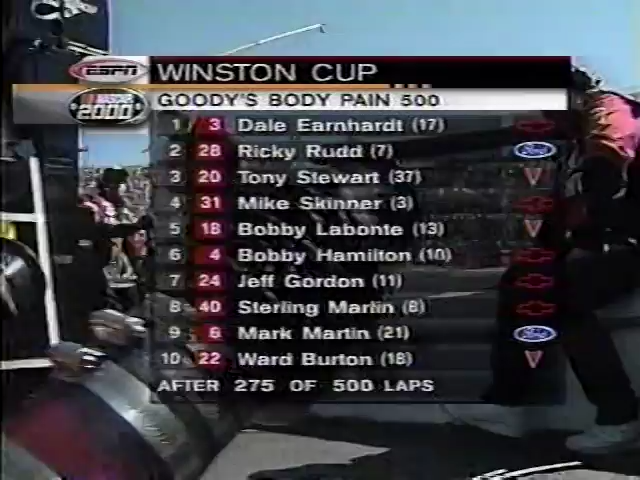 ESPN WINSTON CUP
NASCAR 2000 GOODY'S BODY PAIN 500
1 3 Dale Earnhardt (17)
2 28 Ricky Rudd (7) Ford
3 20 Tony Stewart (37)
4 31 Mike Skinner (3)
5 18 Bobby Labonte (13)
6 4 Bobby Hamilton (10)
7 24 Jeff Gordon (11)
8 40 Sterling Marlin (8)
9 6 Mark Martin (21) Ford
10 22 Ward Burton (18)
AFTER 275 OF 500 LAPS